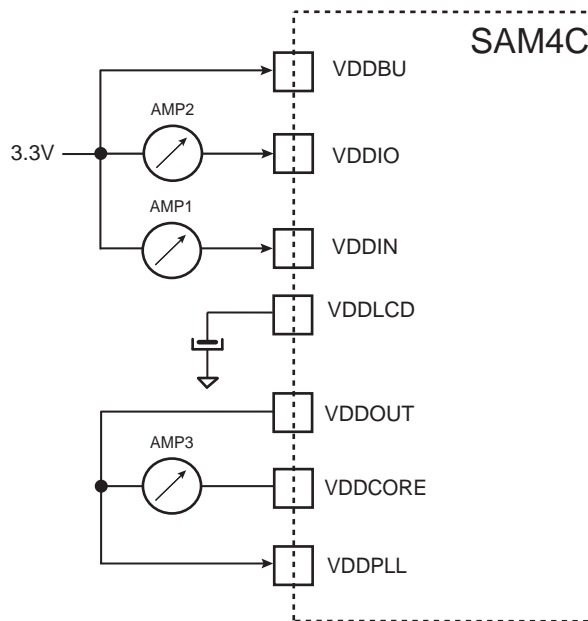 SAM4C
VDDBU
AMP2
3.3V
VDDIO
AMP1
VDDIN
VDDLCD
VDDOUT
AMP3
VDDCORE
VDDPLL